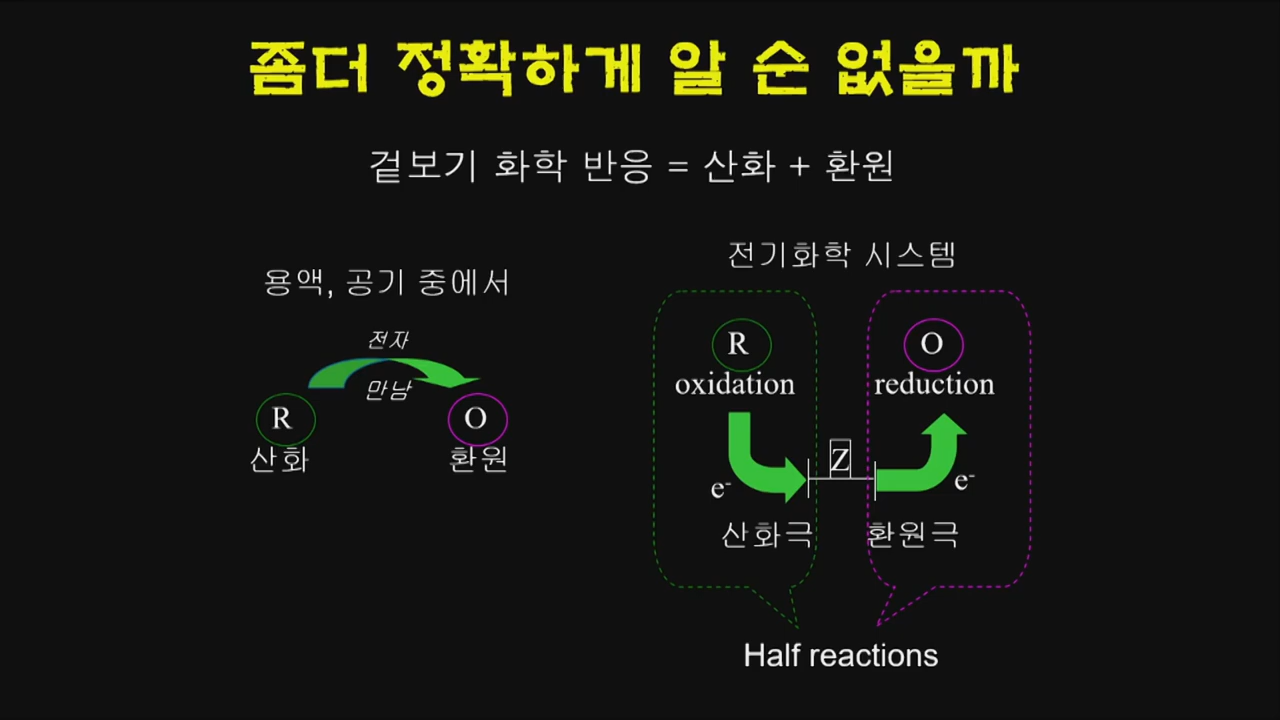 좀더 정확하게 알 순 없을까
겉보기 화학 반응 = 산화 + 환원
용액, 공기 중에서
전자
만남
R
O
산화
환원
전기화학 시스템
R
O
oxidation
reduction
Z
e-
e-
산화극
환원극
Half reactions